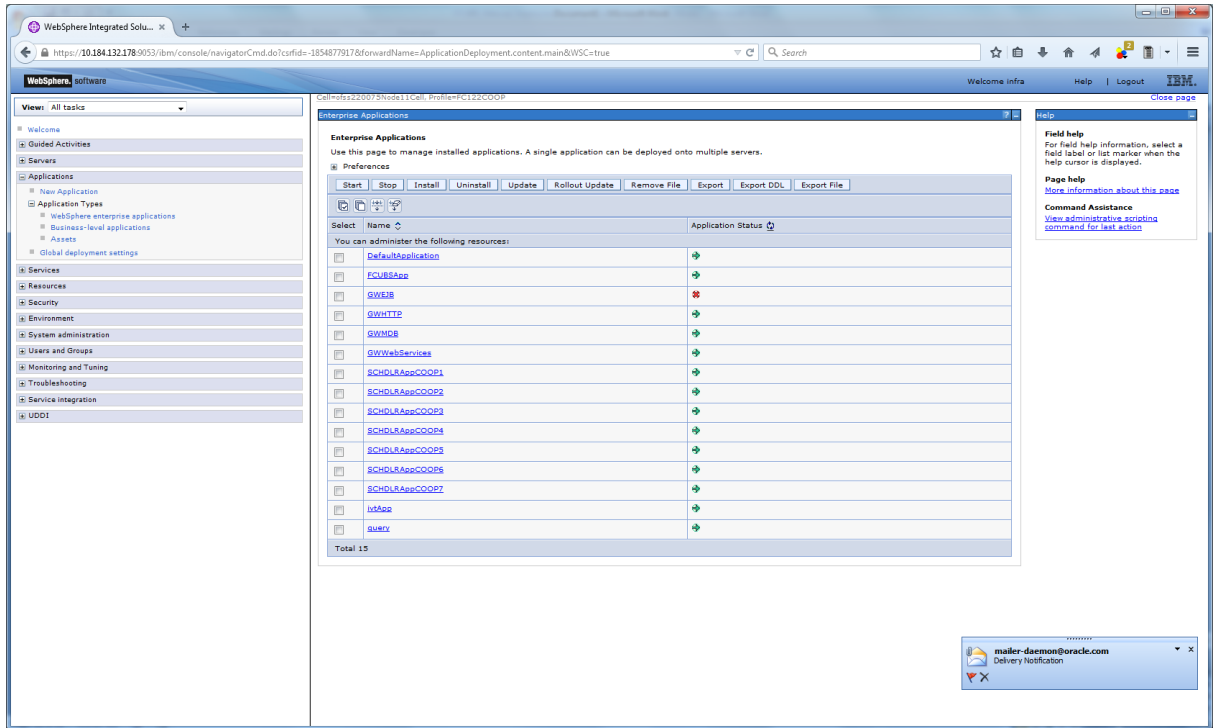 WebSphere Integrated Solu... × +
https://10.184.132.178:9053/ibm/console/navigatorCmd.do?csrfid=-1854877917&forwardName=ApplicationDeployment.content.main&WSC=true
Search
2
WebSphere. software
Welcome infra Help | Logout IBM.
View: All tasks
Welcome
Guided Activities
Servers
Applications
New Application
Application Types
WebSphere enterprise applications
Business-level applications
Assets
Global deployment settings
Services
Resources
Security
Environment
System administration
Users and Groups
Monitoring and Tuning
Troubleshooting
Service integration
UDDI
Cell=ofss220075Node11Cell, Profile=FC122COOP
Close page
Enterprise Applications ?
Enterprise Applications
Use this page to manage installed applications. A single application can be deployed onto multiple servers.
Preferences
Start Stop Install Uninstall Update Rollout Update Remove File Export Export DDL Export File
Select Name Application Status
You can administer the following resources:
DefaultApplication
FCUBSApp
GWEJB
GWHTTP
GWMDB
GWWebServices
SCHDLRAppCOOP1
SCHDLRAppCOOP2
SCHDLRAppCOOP3
SCHDLRAppCOOP4
SCHDLRAppCOOP5
SCHDLRAppCOOP6
SCHDLRAppCOOP7
ivtApp
query
Total 15
Help
Field help
For field help information, select a
field label or list marker when the
help cursor is displayed.
Page help
More information about this page
Command Assistance
View administrative scripting
command for last action
mailer-daemon@oracle.com
Delivery Notification